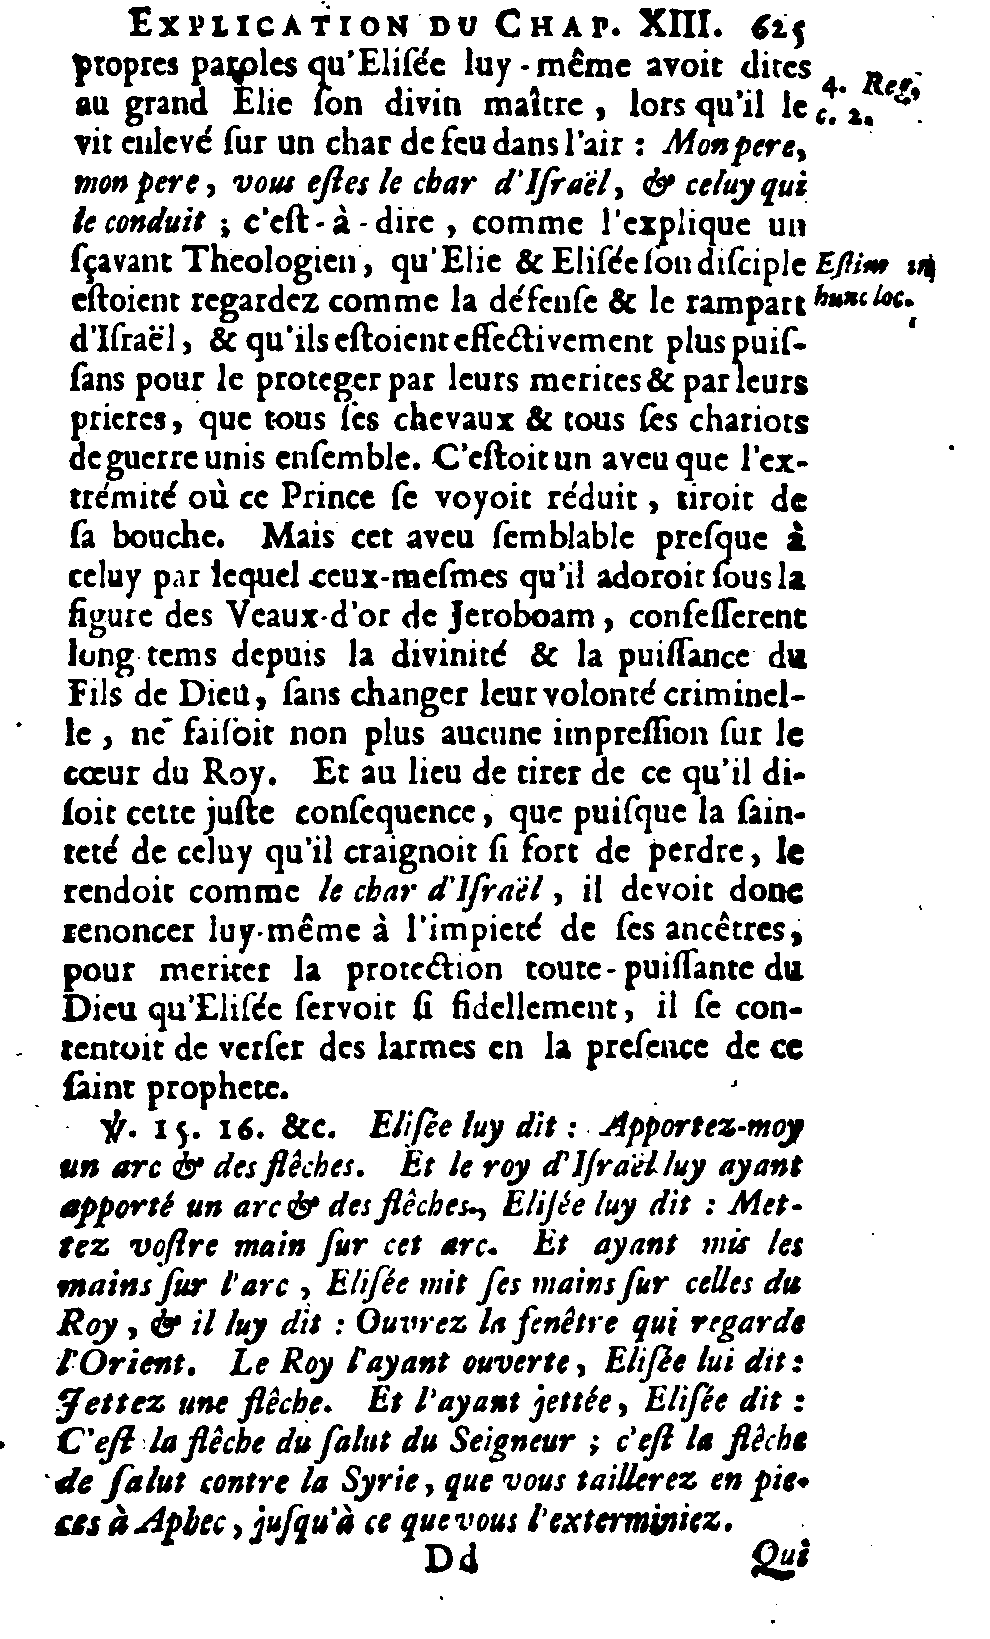 EXPLICATION DU CHAP. XIII. 625
propres paroles qu'Eliſée luy-même avoit dites
au grand Elie ſon divin maître, lors qu'il le
4. Reg.
c. 2.
vit enlevé ſur un char de feu dans l'air : Mon pere,
mon pere, vous eſtes le char d'Iſraël, & celuy qui
le conduit ; c'eſt-à-dire, comme l'explique un
ſçavant Theologien, qu'Elie & Eliſée ſon diſciple
Eſtius in
hunc loc.
eſtoient regardez comme la défenſe & le rampart
d'Iſraël, & qu'ils eſtoient effectivement plus puiſ-
ſans pour le proteger par leurs merites & par leurs
prieres, que tous ſes chevaux & tous ſes chariots
de guerre unis enſemble. C'eſtoit un aveu que l'ex-
trémité où ce Prince ſe voyoit réduit, tiroit de
ſa bouche. Mais cet aveu ſemblable preſque à
celuy par lequel ceux-meſmes qu'il adoroit ſous la
figure des Veaux-d'or de Jeroboam, confeſſerent
long tems depuis la divinité & la puiſſance du
Fils de Dieu, ſans changer leur volonté criminel-
le, ne faiſoit non plus aucune impreſſion ſur le
cœur du Roy. Et au lieu de tirer de ce qu'il di-
ſoit cette juſte conſequence, que puiſque la ſain-
teté de celuy qu'il craignoit ſi fort de perdre, le
rendoit comme le char d'Iſraël, il devoit donc
renoncer luy-même à l'impieté de ſes ancêtres,
pour meriter la protection toute-puiſſante du
Dieu qu'Eliſée ſervoit ſi fidellement, il ſe con-
tentoit de verſer des larmes en la preſence de ce
ſaint prophete.
℣. 15. 16. &c. Eliſée luy dit : Apportez-moy
un arc & des flêches. Et le roy d'Iſraël luy ayant
apporté un arc & des flêches, Eliſée luy dit : Met-
tez voſtre main ſur cet arc. Et ayant mis les
mains ſur l'arc, Eliſée mit ſes mains ſur celles du
Roy, & il luy dit : Ouvrez la fenêtre qui regarde
l'Orient. Le Roy l'ayant ouverte, Eliſée lui dit :
Jettez une flêche. Et l'ayant jettée, Eliſée dit :
C'eſt la flêche du ſalut du Seigneur ; c'eſt la flêche
de ſalut contre la Syrie, que vous taillerez en pie-
ces à Aphec, juſqu'à ce que vous l'exterminiez.
Dd
Qui